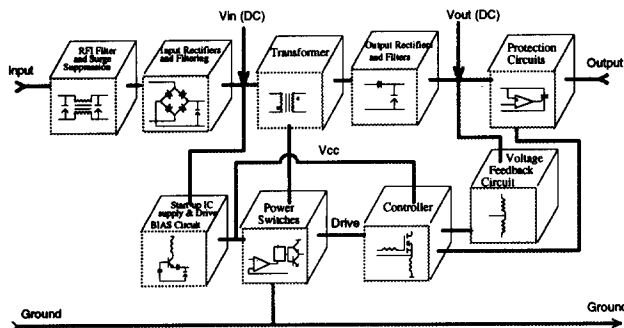 Vin (DC)
Vout (DC)
RFI Filter
and Surge
Suppression
Input Rectifiers
and Filtering
Transformer
Output Rectifiers
and Filters
Protection
Circuits
Input
Output
Vcc
Voltage
Feedback
Circuit
Start-up IC
supply & Drive
BIAS Circuit
Power
Switches
Drive
Controller
Ground
Ground